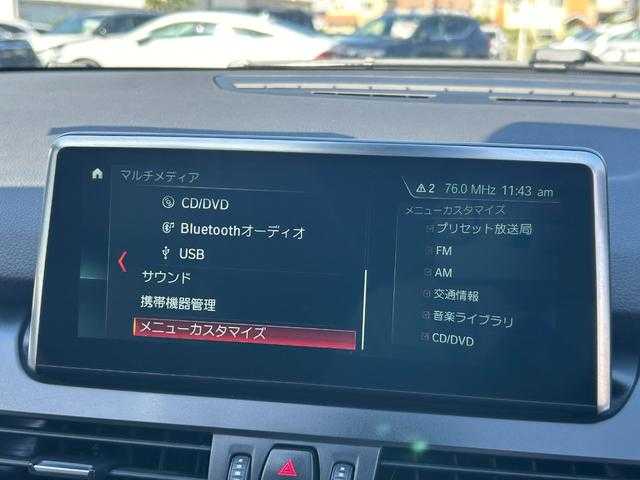 マルチメディア
CD/DVD
Bluetoothオーディオ
USB
サウンド
携帯機器管理
メニューカスタマイズ
2 76.0 MHz 11:43 am
メニューカスタマイズ
プリセット放送局
FM
AM
交通情報
音楽ライブラリ
CD/DVD